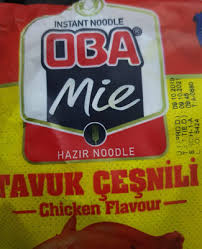 INSTANT NOODLE
OBA
Mie
HAZIR NOODLE
TAVUK ÇEŞNİLİ
Chicken Flavour